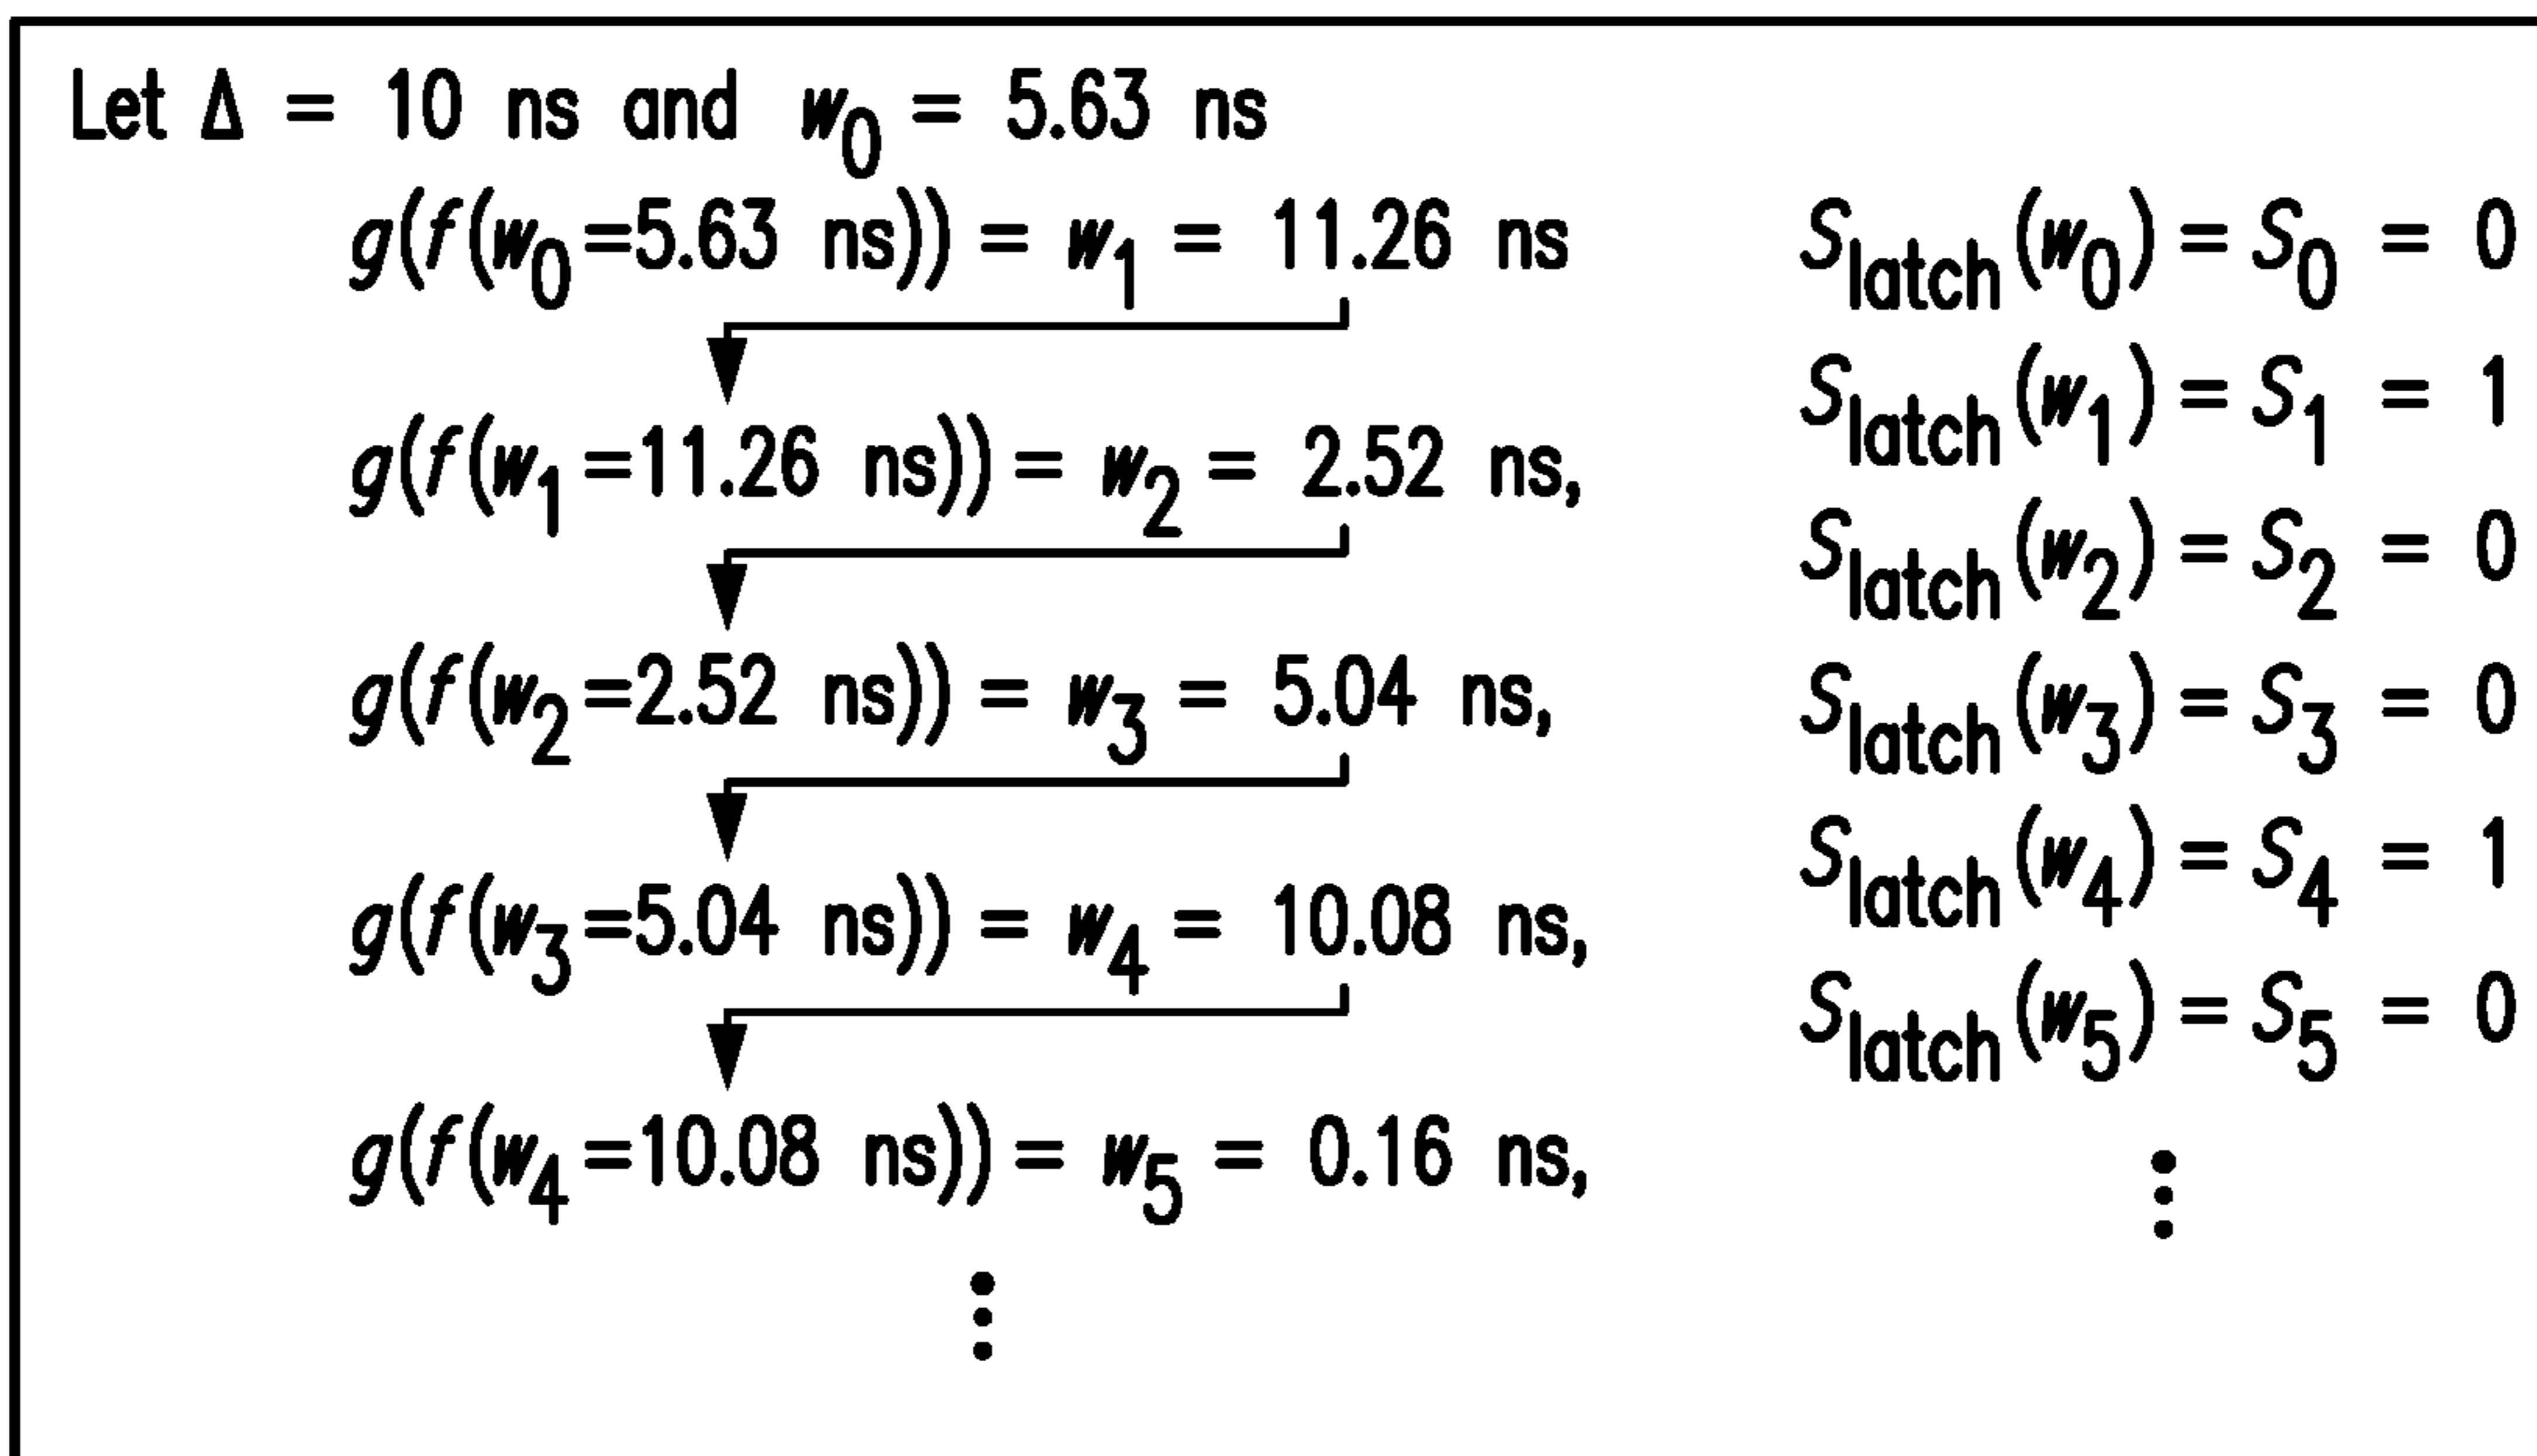 Let Δ = 10 ns and w0 = 5.63 ns
g(f(w0=5.63 ns)) = w1 = 11.26 ns
g(f(w1=11.26 ns)) = w2 = 2.52 ns,
g(f(w2=2.52 ns)) = w3 = 5.04 ns,
g(f(w3=5.04 ns)) = w4 = 10.08 ns,
g(f(w4=10.08 ns)) = w5 = 0.16 ns,
Slatch(w0) = S0 = 0
Slatch(w1) = S1 = 1
Slatch(w2) = S2 = 0
Slatch(w3) = S3 = 0
Slatch(w4) = S4 = 1
Slatch(w5) = S5 = 0